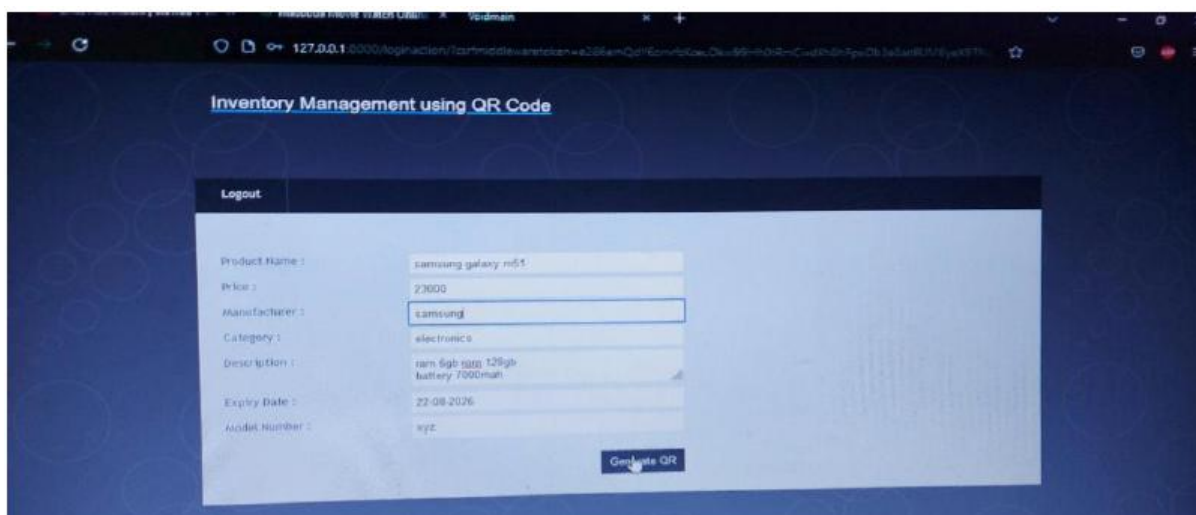 Vordmain
127.0.0.1
Inventory Management using QR Code
Logout
Product Name : samsung galaxy m51
Price : 23000
Manufacturer : samsung
Category : electronics
Description : ram 6gb rom 128gb
battery 7000mah
Expiry Date : 22-08-2026
Model Number : xyz
Generate QR